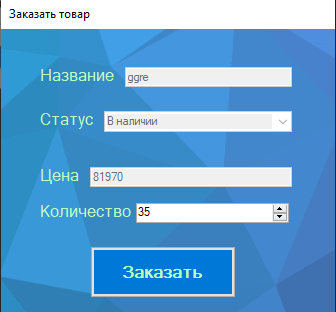 Заказать товар
Название ggre
Статус В наличии
Цена 81970
Количество 35
Заказать